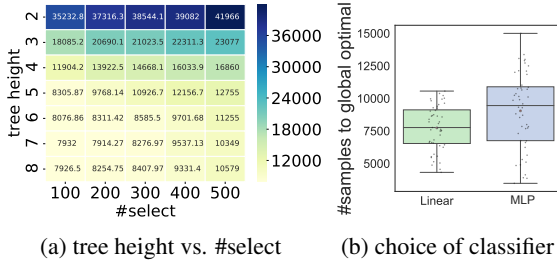 tree height
2 35232.8 37316.3 38544.1 39082 41966
3 18085.2 20690.1 21023.5 22311.3 23077
4 11904.2 13922.5 14668.1 16033.9 16860
5 8305.87 9768.14 10926.7 12156.7 12755
6 8076.86 8311.42 8585.5 9701.68 11255
7 7932 7914.27 8276.97 9537.13 10349
8 7926.5 8254.75 8407.97 9331.4 10579
100 200 300 400 500
#select
36000
30000
24000
18000
12000
(a) tree height vs. #select
#samples to global optimal
15000
12500
10000
7500
5000
Linear MLP
(b) choice of classifier